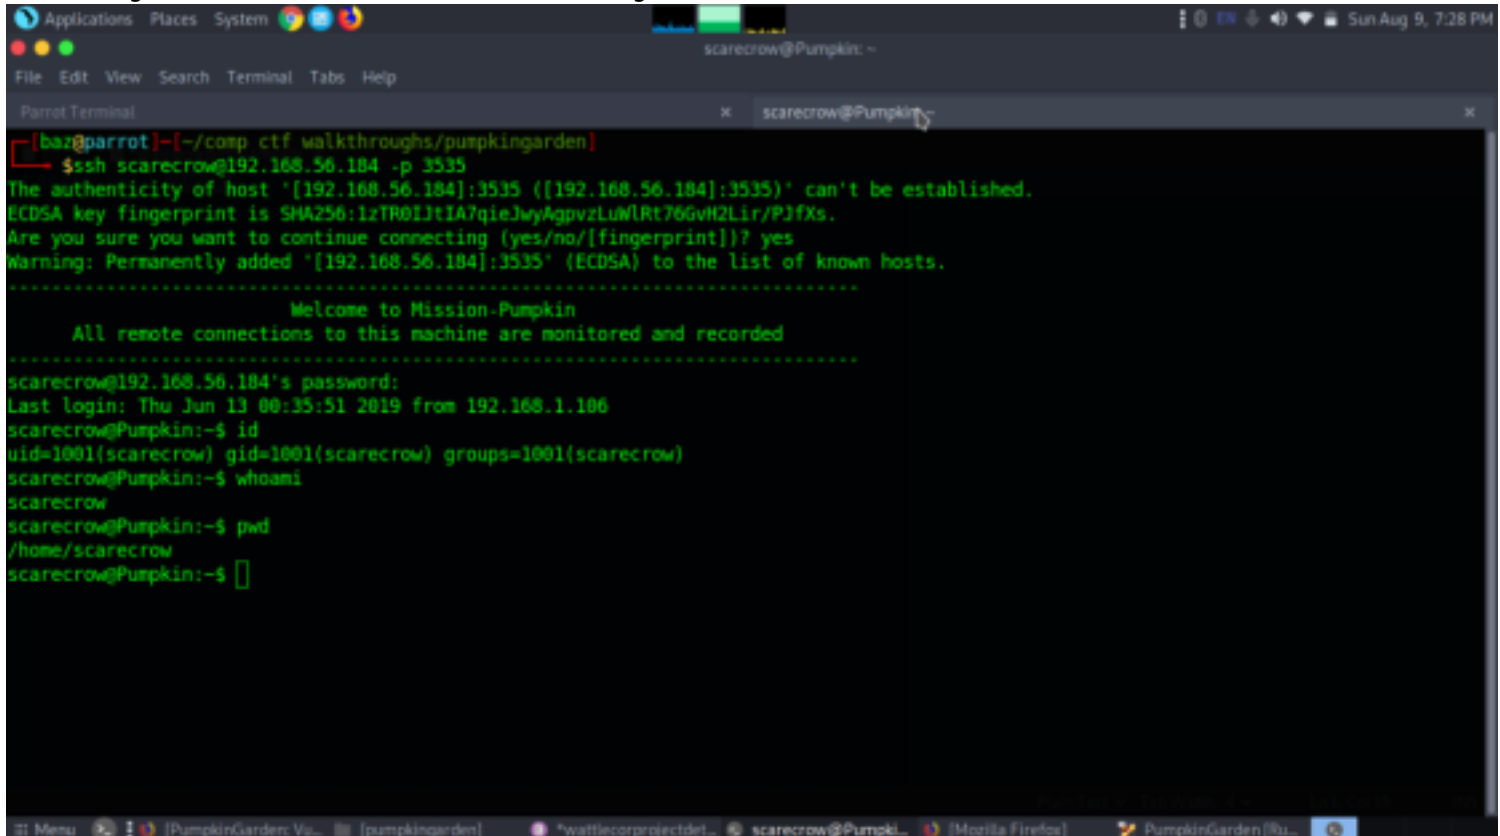 Applications Places System
EN Sun Aug 9, 7:28 PM
scarecrow@Pumpkin: ~
File Edit View Search Terminal Tabs Help
Parrot Terminal × scarecrow@Pumpkin: ~ ×
[baz@parrot]-[~/comp ctf walkthroughs/pumpkingarden]
$ssh scarecrow@192.168.56.184 -p 3535
The authenticity of host '[192.168.56.184]:3535 ([192.168.56.184]:3535)' can't be established.
ECDSA key fingerprint is SHA256:1zTR0IJtIA7qieJwyAgpvzLuWlRt76GvH2Lir/PJfXs.
Are you sure you want to continue connecting (yes/no/[fingerprint])? yes
Warning: Permanently added '[192.168.56.184]:3535' (ECDSA) to the list of known hosts.
Welcome to Mission-Pumpkin
All remote connections to this machine are monitored and recorded
scarecrow@192.168.56.184's password:
Last login: Thu Jun 13 00:35:51 2019 from 192.168.1.106
scarecrow@Pumpkin:~$ id
uid=1001(scarecrow) gid=1001(scarecrow) groups=1001(scarecrow)
scarecrow@Pumpkin:~$ whoami
scarecrow
scarecrow@Pumpkin:~$ pwd
/home/scarecrow
scarecrow@Pumpkin:~$
Menu [PumpkinGarden: Vu... [pumpkingarden] *wattlecorprojectdet... scarecrow@Pumpki... [Mozilla Firefox] PumpkinGarden [Ru...